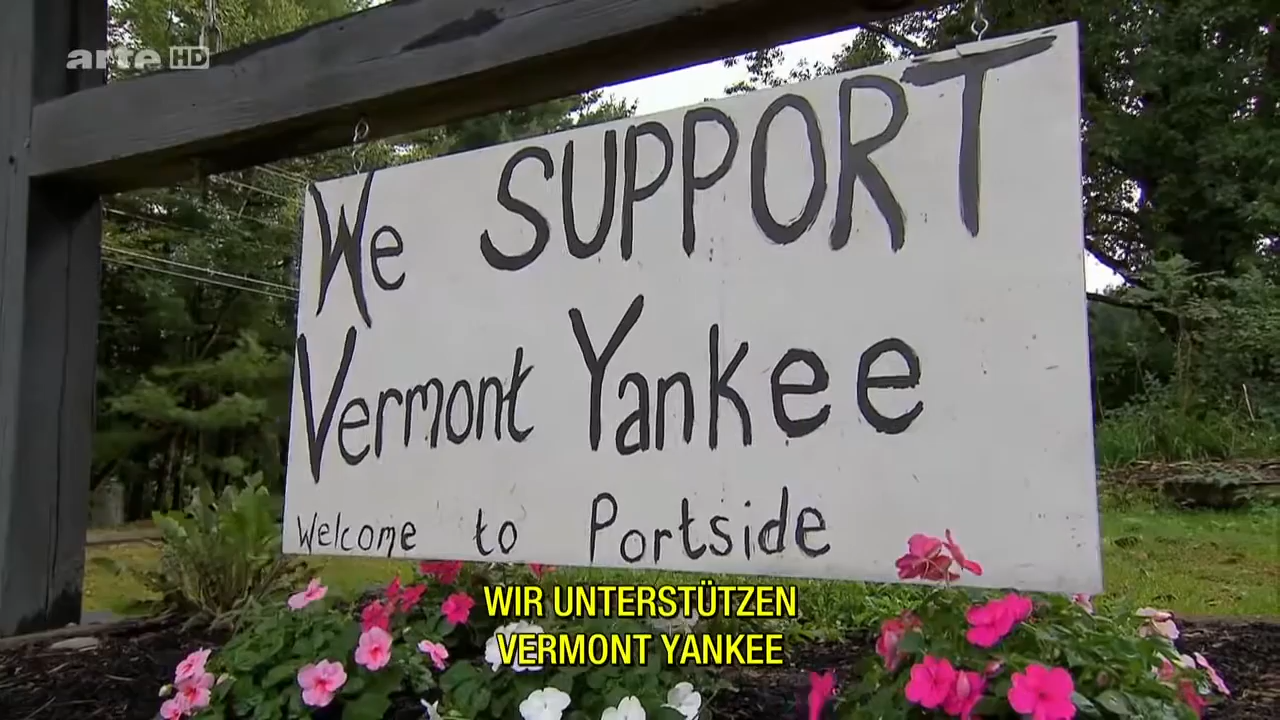 arte HD
We SUPPORT
Vermont Yankee
Welcome to Portside
WIR UNTERSTÜTZEN
VERMONT YANKEE